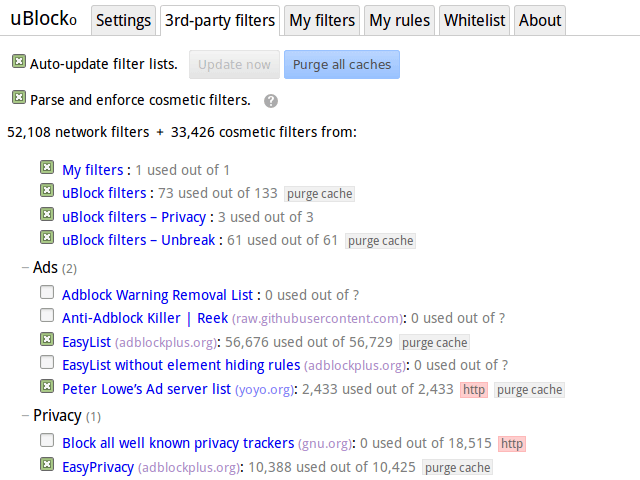 uBlock₀ Settings 3rd-party filters My filters My rules Whitelist About
Auto-update filter lists. Update now Purge all caches
Parse and enforce cosmetic filters. ?
52,108 network filters + 33,426 cosmetic filters from:
My filters : 1 used out of 1
uBlock filters : 73 used out of 133 purge cache
uBlock filters – Privacy : 3 used out of 3
uBlock filters – Unbreak : 61 used out of 61 purge cache
– Ads (2)
Adblock Warning Removal List : 0 used out of ?
Anti-Adblock Killer | Reek (raw.githubusercontent.com): 0 used out of ?
EasyList (adblockplus.org): 56,676 used out of 56,729 purge cache
EasyList without element hiding rules (adblockplus.org): 0 used out of ?
Peter Lowe’s Ad server list (yoyo.org): 2,433 used out of 2,433 http purge cache
– Privacy (1)
Block all well known privacy trackers (gnu.org): 0 used out of 18,515 http
EasyPrivacy (adblockplus.org): 10,388 used out of 10,425 purge cache